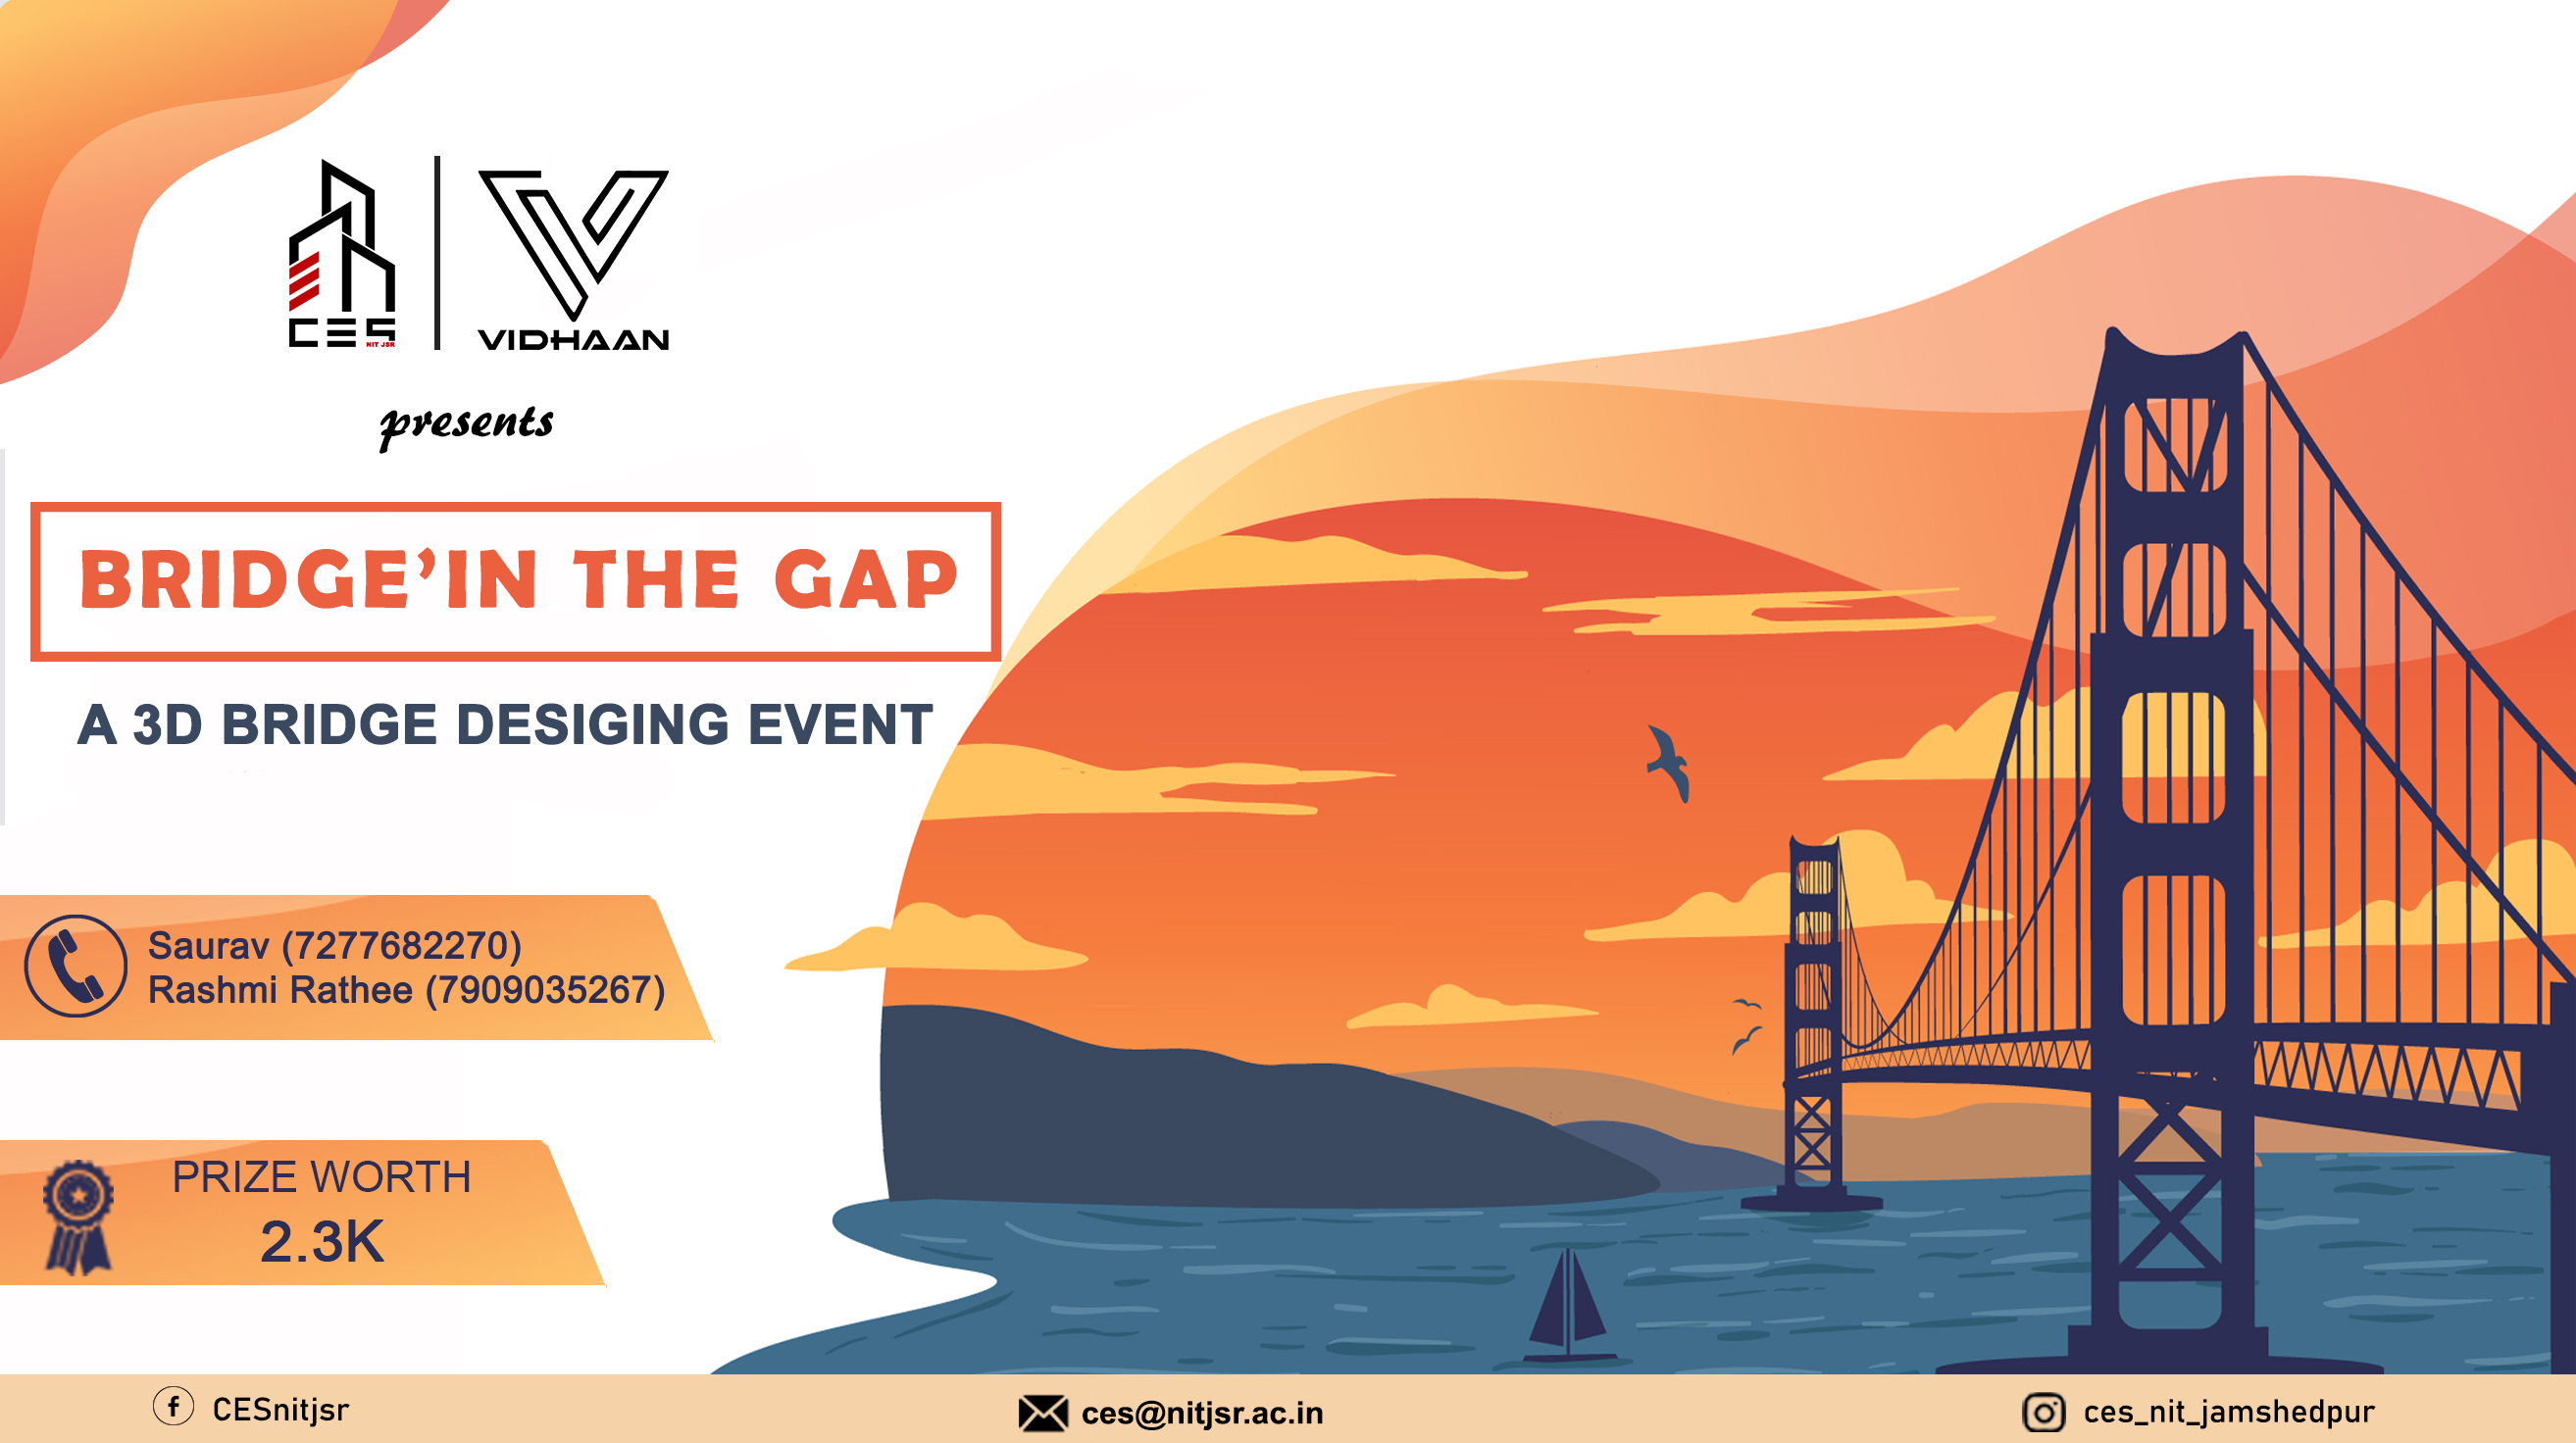 CES
NIT JSR
VIDHAAN
presents
BRIDGE’IN THE GAP
A 3D BRIDGE DESIGING EVENT
Saurav (7277682270)
Rashmi Rathee (7909035267)
PRIZE WORTH
2.3K
CESnitjsr
ces@nitjsr.ac.in
ces_nit_jamshedpur